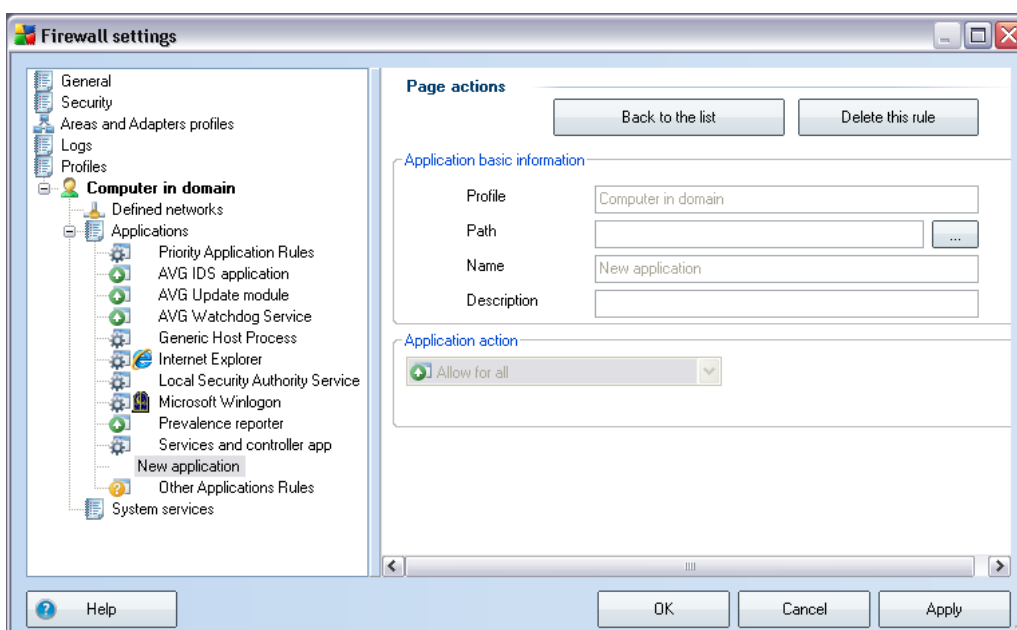 Firewall settings
General
Security
Areas and Adapters profiles
Logs
Profiles
Computer in domain
Defined networks
Applications
Priority Application Rules
AVG IDS application
AVG Update module
AVG Watchdog Service
Generic Host Process
Internet Explorer
Local Security Authority Service
Microsoft Winlogon
Prevalence reporter
Services and controller app
New application
Other Applications Rules
System services
Page actions
Back to the list
Delete this rule
Application basic information
Profile
Computer in domain
Path
...
Name
New application
Description
Application action
Allow for all
Help
OK
Cancel
Apply